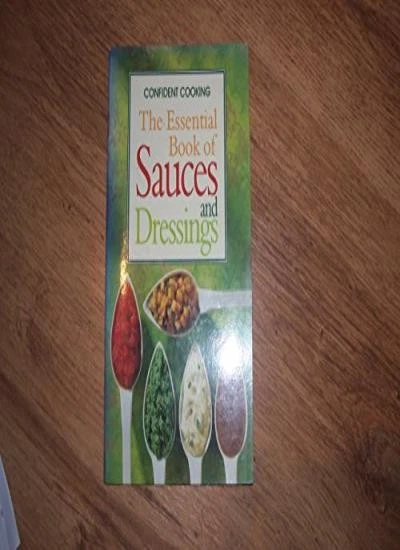 CONFIDENT COOKING
The Essential
Book of
Sauces
and
Dressings